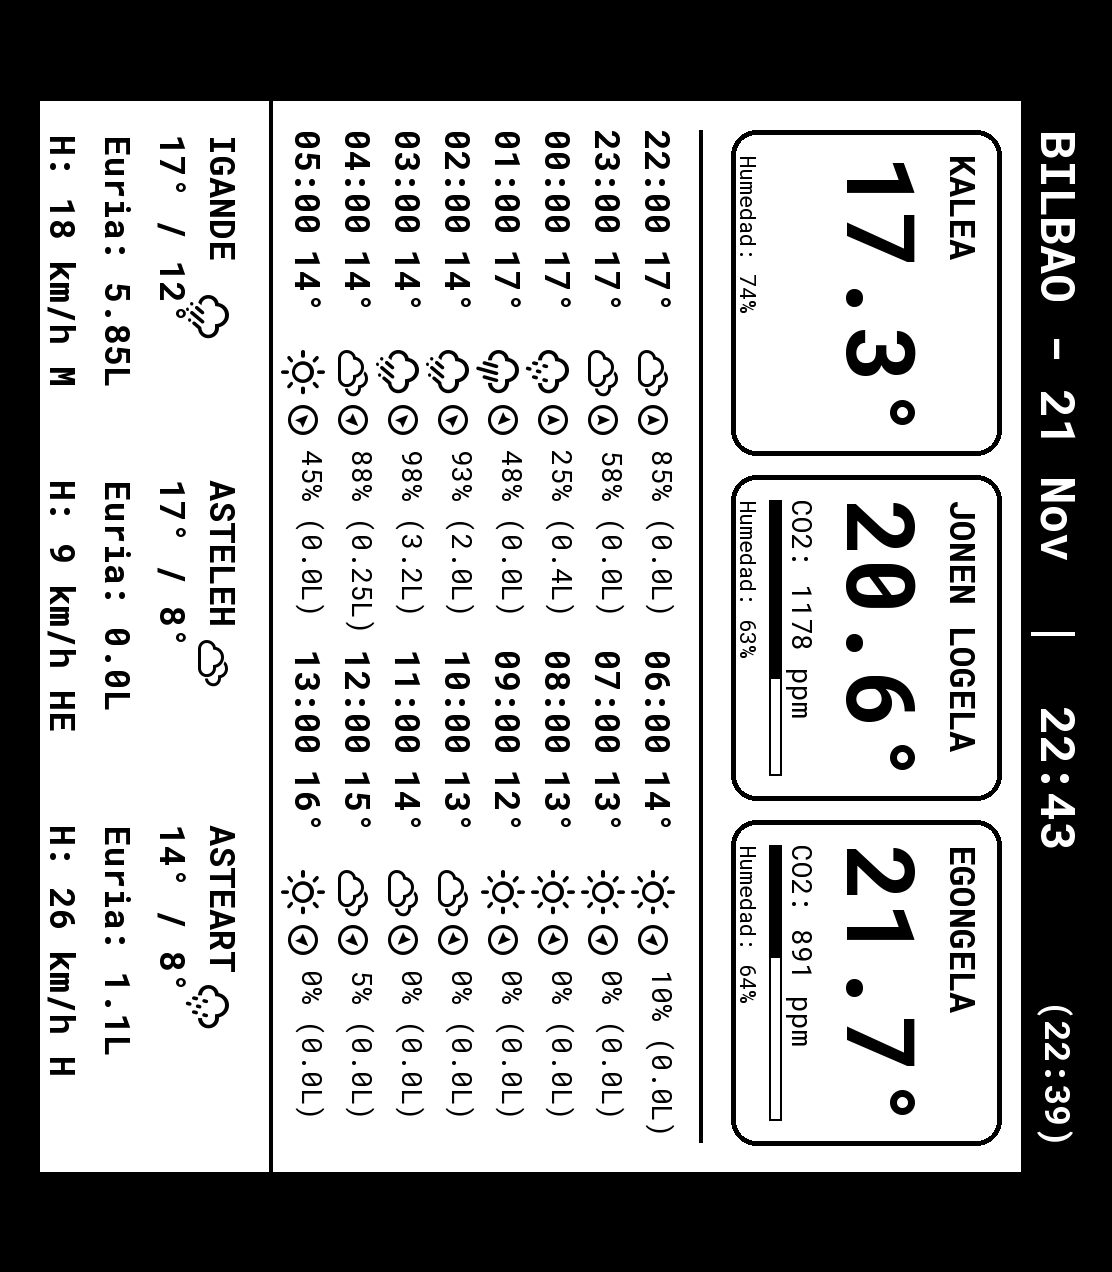 BILBAO - 21 Nov | 22:43 (22:39)
KALEA
17.3°
Humedad: 74%
JONEN LOGELA
20.6°
CO2: 1178 ppm
Humedad: 63%
EGONGELA
21.7°
CO2: 891 ppm
Humedad: 64%
22:00 17° 85% (0.0L)
23:00 17° 58% (0.0L)
00:00 17° 25% (0.4L)
01:00 17° 48% (0.0L)
02:00 14° 93% (2.0L)
03:00 14° 98% (3.2L)
04:00 14° 88% (0.25L)
05:00 14° 45% (0.0L)
06:00 14° 10% (0.0L)
07:00 13° 0% (0.0L)
08:00 13° 0% (0.0L)
09:00 12° 0% (0.0L)
10:00 13° 0% (0.0L)
11:00 14° 0% (0.0L)
12:00 15° 5% (0.0L)
13:00 16° 0% (0.0L)
IGANDE
17° / 12°
Euria: 5.85L
H: 18 km/h M
ASTELEH
17° / 8°
Euria: 0.0L
H: 9 km/h HE
ASTEART
14° / 8°
Euria: 1.1L
H: 26 km/h H